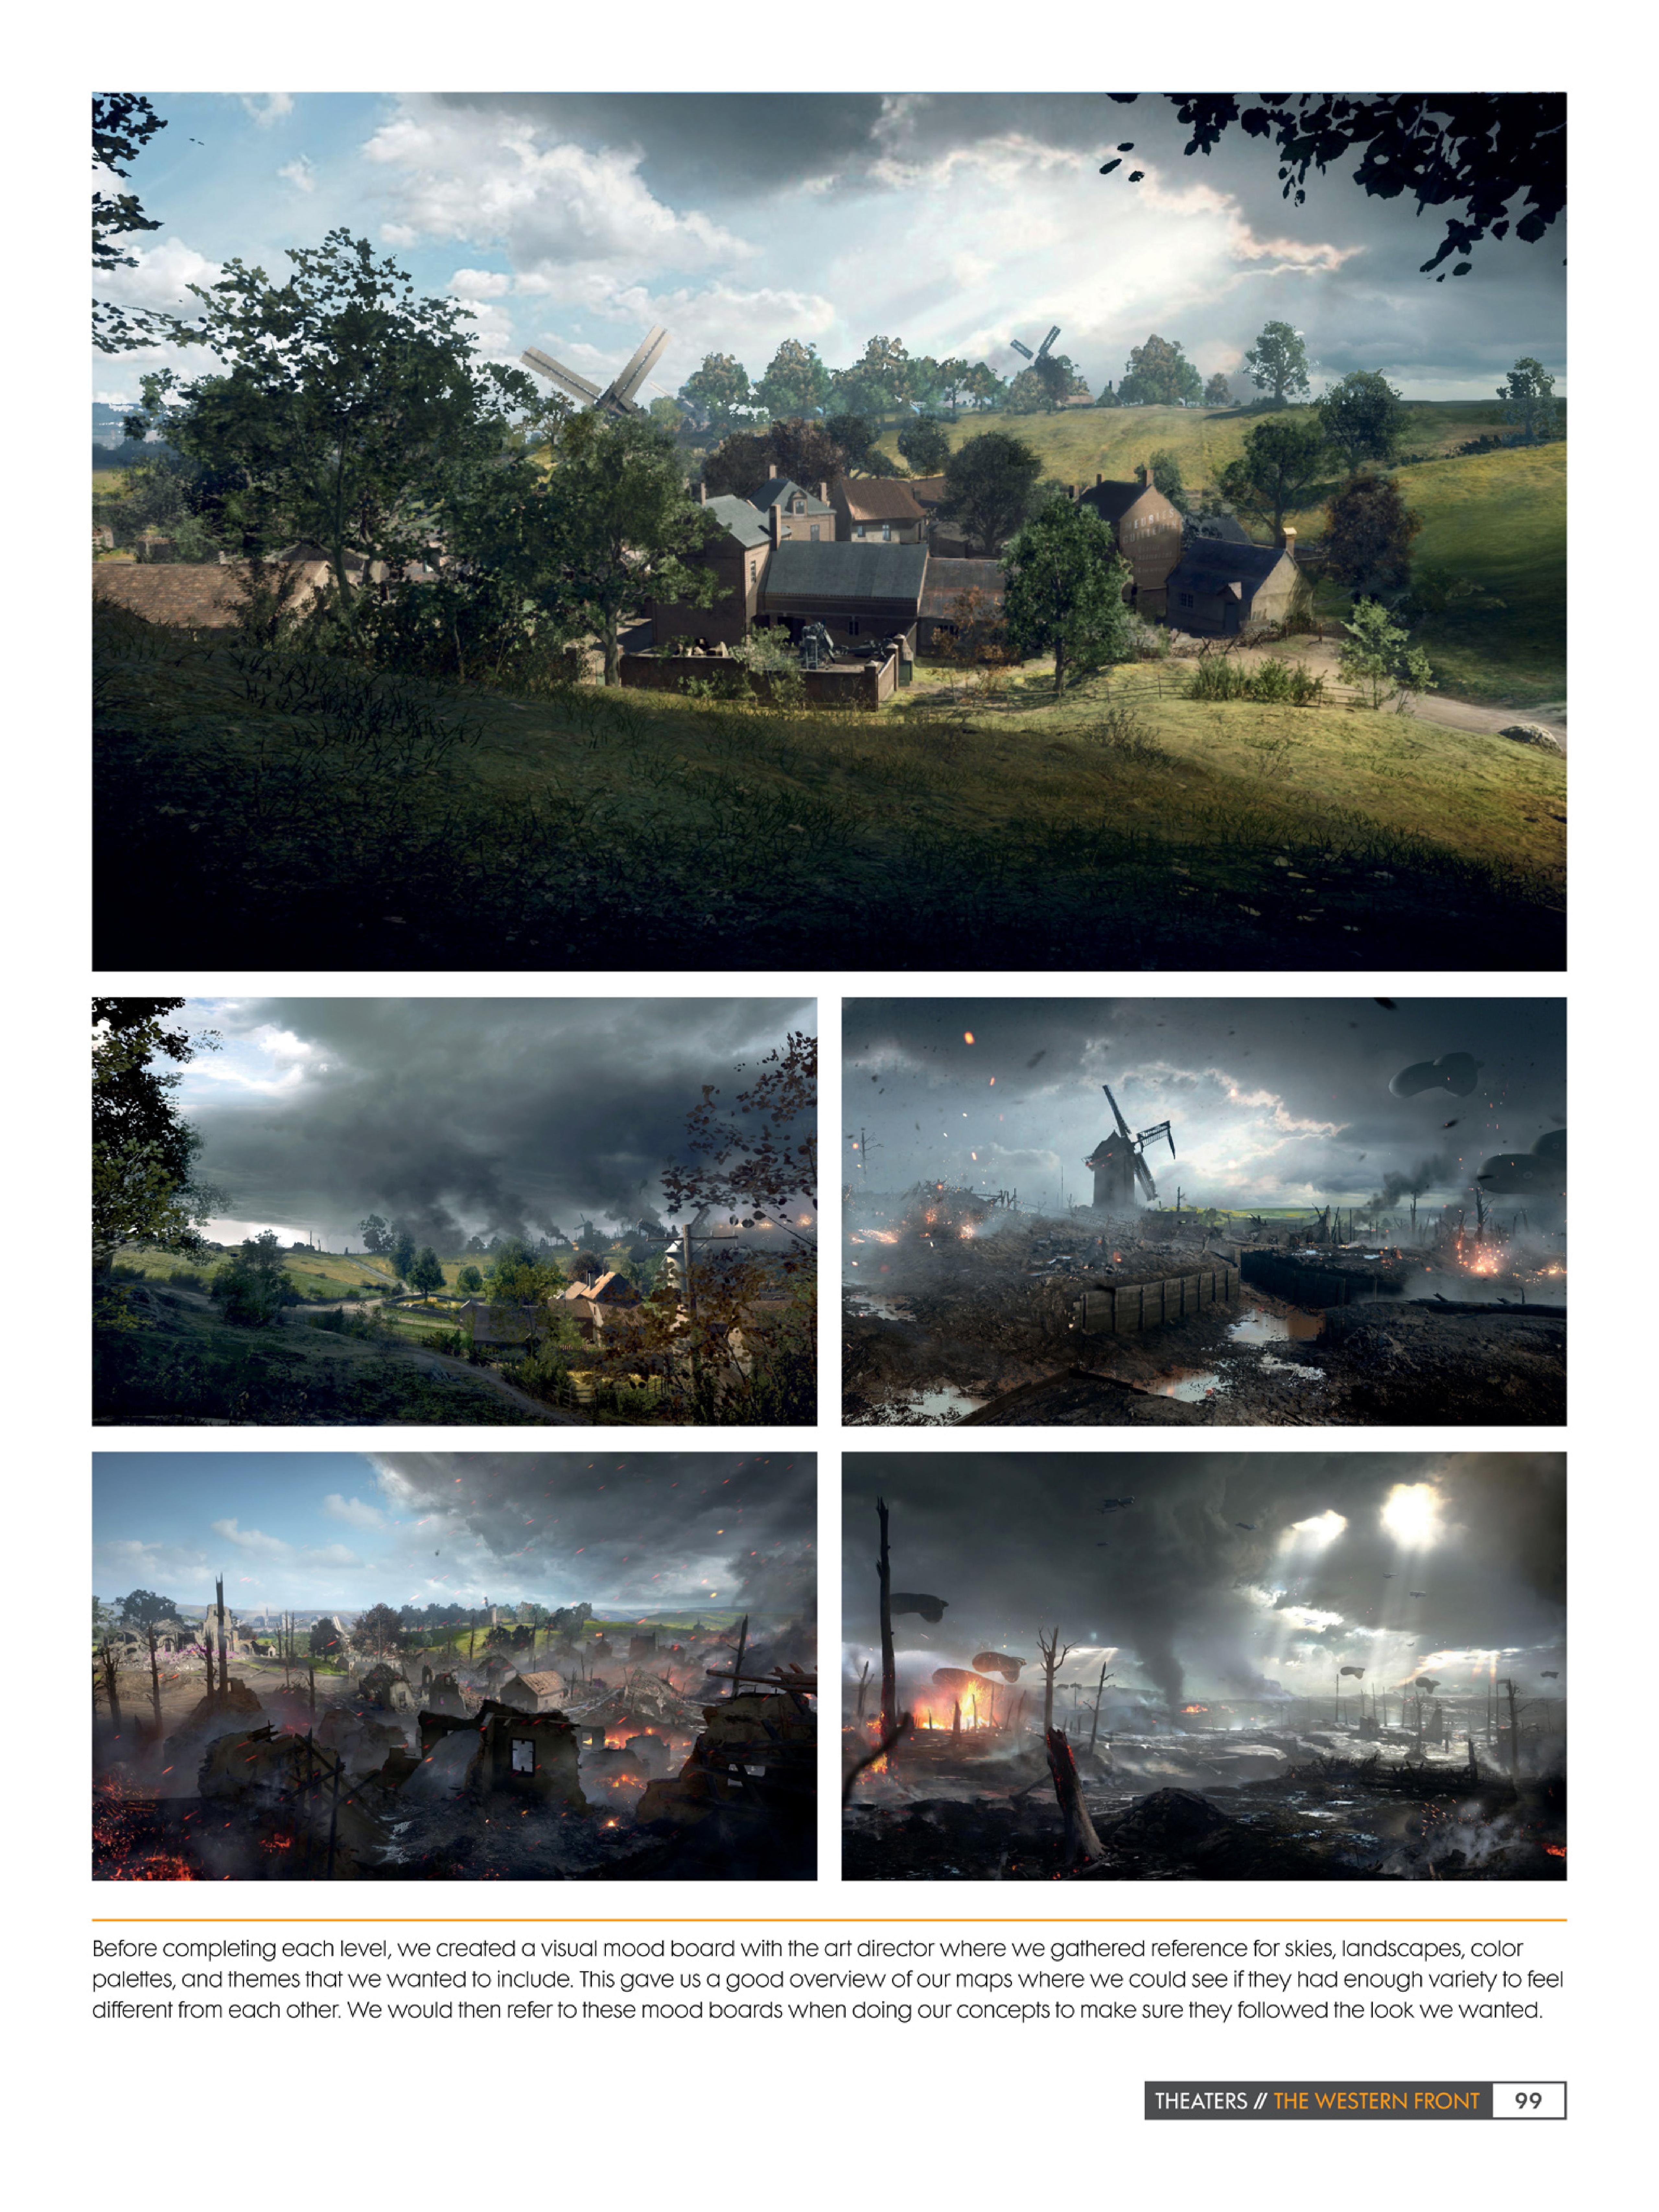 Before completing each level, we created a visual mood board with the art director where we gathered reference for skies, landscapes, color
palettes, and themes that we wanted to include. This gave us a good overview of our maps where we could see if they had enough variety to feel
different from each other. We would then refer to these mood boards when doing our concepts to make sure they followed the look we wanted.
THEATERS // THE WESTERN FRONT 99